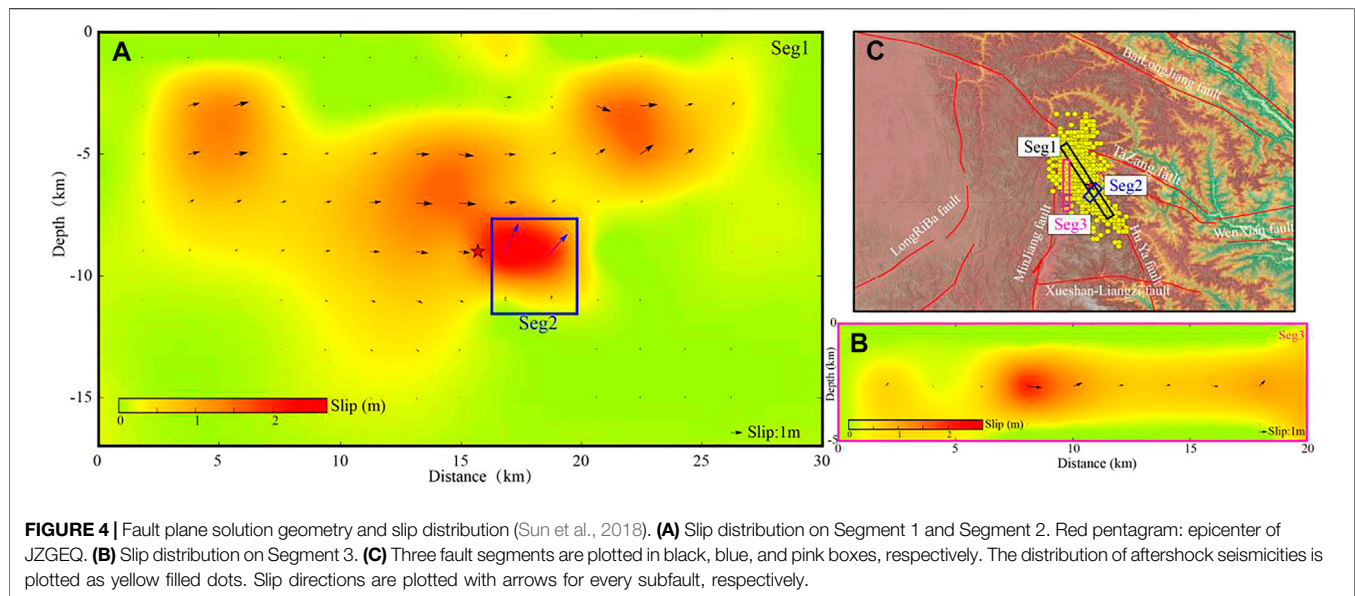 A
Seg1
0
-5
-10
-15
Depth (km)
Seg2
0 1 2
Slip (m)
Slip:1m
0 5 10 15 20 25 30
Distance (km)
C
BaiLongJiang fault
Seg1
TaZang fault
Seg2
Seg3
WenXian fault
LongRiBa fault
MinJiang fault
Hu Ya fault
Xueshan-Liangzi fault
B
Seg3
0
-5
Depth (km)
0 1 2
Slip (m)
Slip:1m
0 5 10 15 20
Distance (km)
FIGURE 4 | Fault plane solution geometry and slip distribution (Sun et al., 2018). (A) Slip distribution on Segment 1 and Segment 2. Red pentagram: epicenter of
JZGEQ. (B) Slip distribution on Segment 3. (C) Three fault segments are plotted in black, blue, and pink boxes, respectively. The distribution of aftershock seismicities is
plotted as yellow filled dots. Slip directions are plotted with arrows for every subfault, respectively.